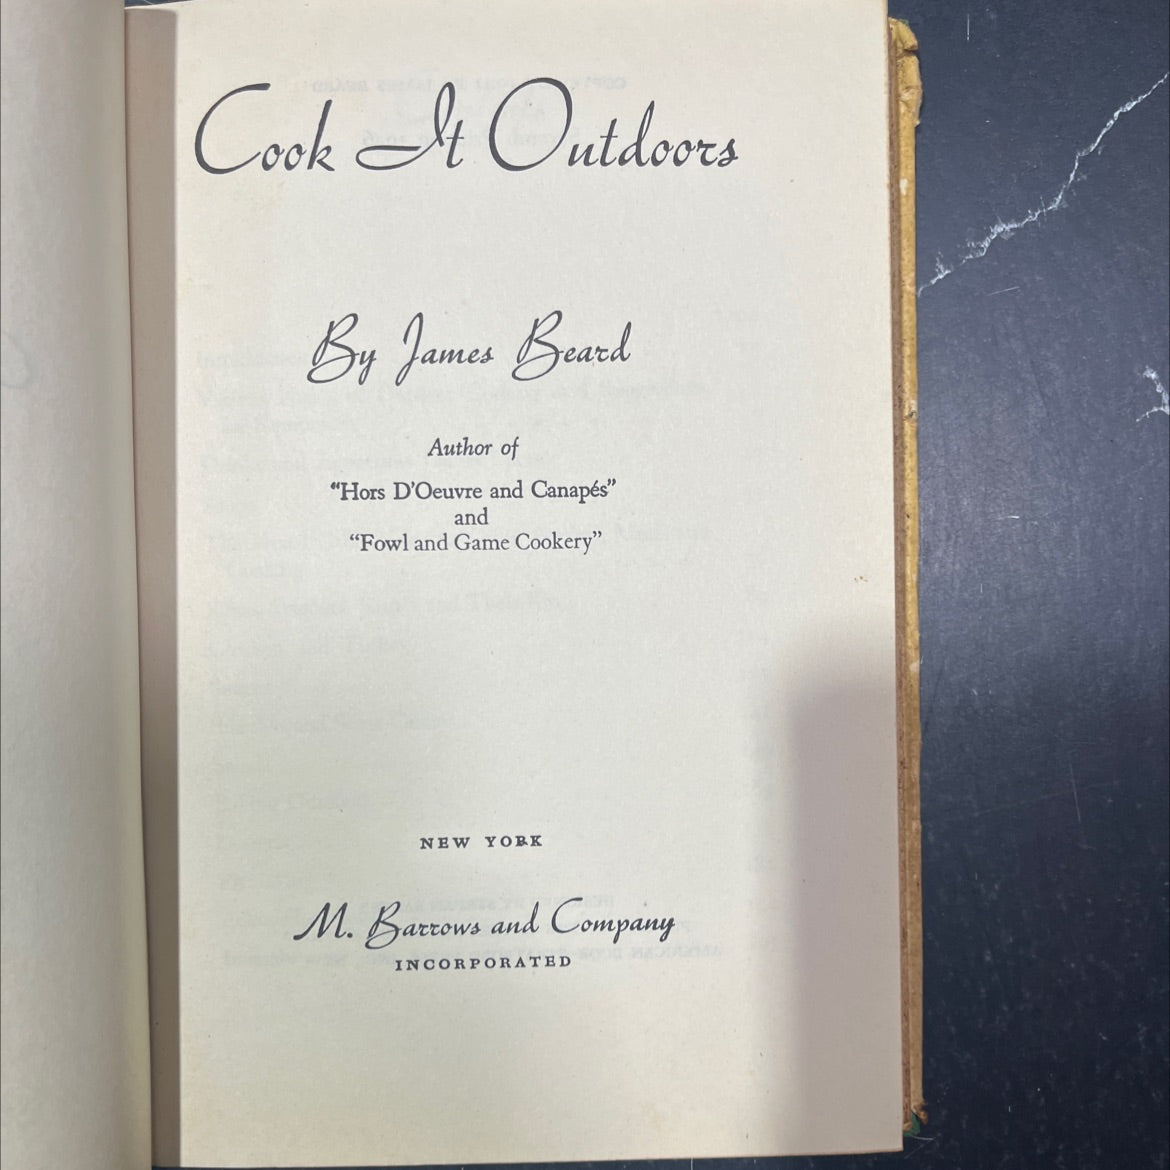 Cook It Outdoors
By James Beard
Author of
"Hors D'Oeuvre and Canapés"
and
"Fowl and Game Cookery"
NEW YORK
M. Barrows and Company
INCORPORATED